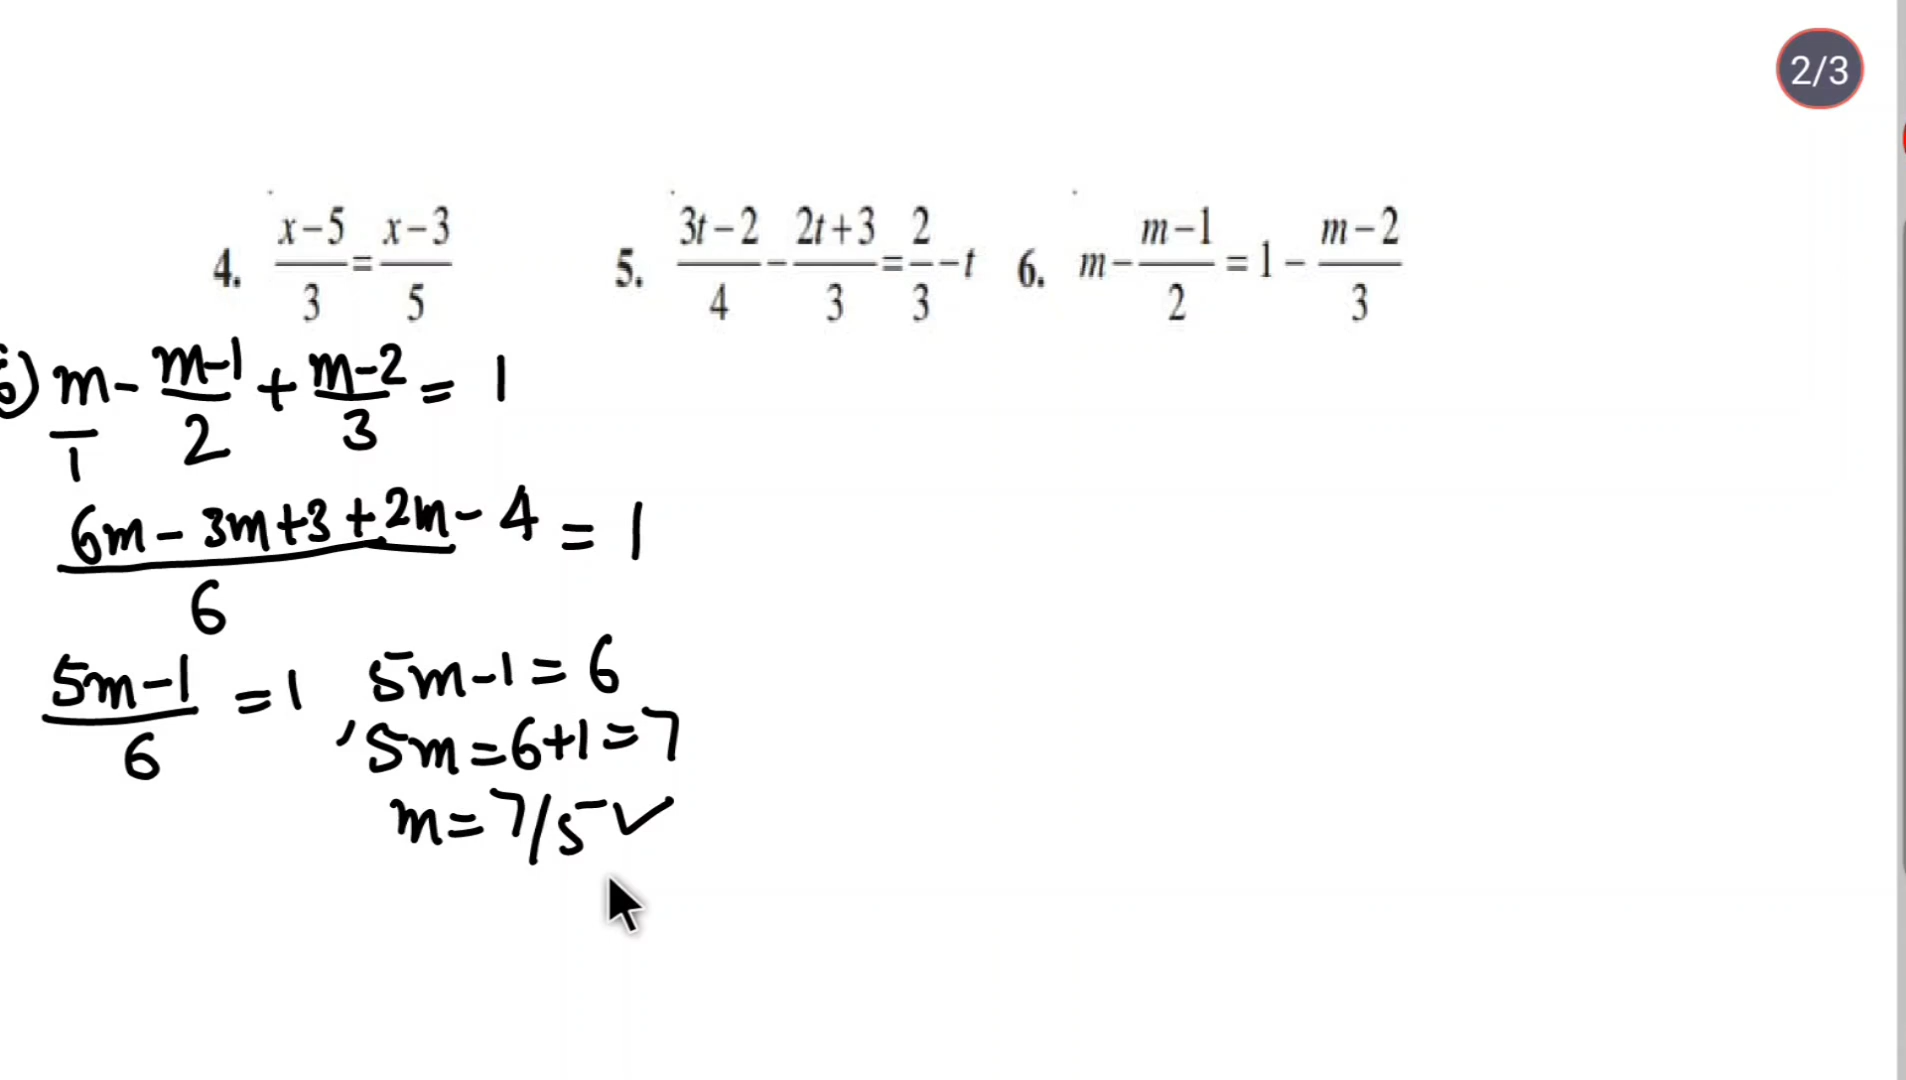 2/3
4. (x-5)/3 = (x-3)/5 5. (3t-2)/4 - (2t+3)/3 = 2/3 - t 6. m - (m-1)/2 = 1 - (m-2)/3
6) m/1 - (m-1)/2 + (m-2)/3 = 1
(6m - 3m+3 + 2m - 4)/6 = 1
(5m-1)/6 = 1 5m-1 = 6
5m = 6+1 = 7
m = 7/5 ✓